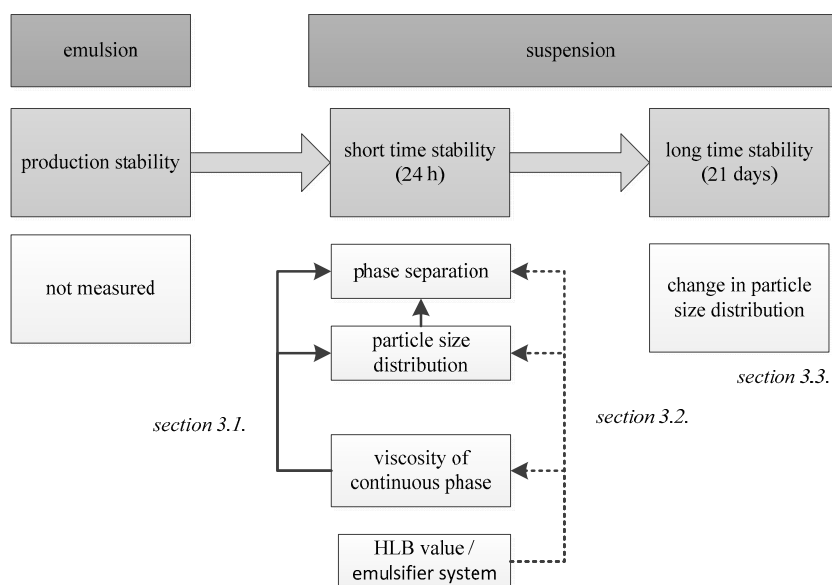 emulsion
suspension
production stability
short time stability
(24 h)
long time stability
(21 days)
not measured
phase separation
change in particle
size distribution
particle size
distribution
section 3.3.
section 3.1.
section 3.2.
viscosity of
continuous phase
HLB value /
emulsifier system